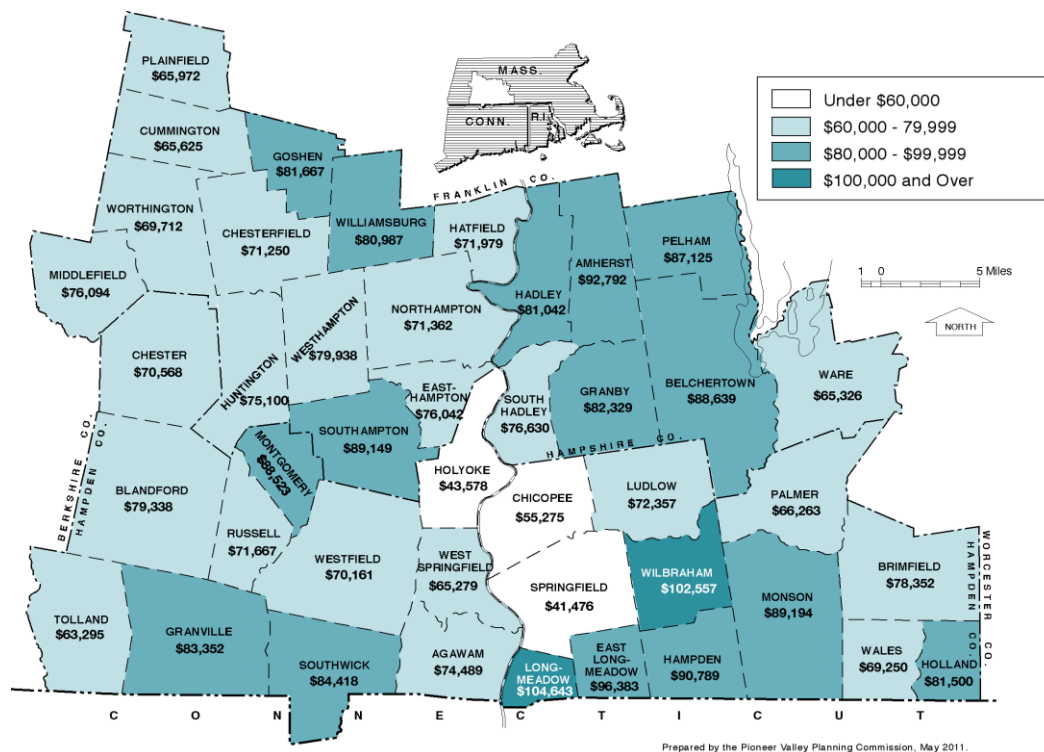 MASS.
CONN.
R.I.
Under $60,000
$60,000 - 79,999
$80,000 - $99,999
$100,000 and Over
1 0 5 Miles
NORTH
FRANKLIN CO.
BERKSHIRE CO.
HAMPDEN CO.
HAMPSHIRE CO.
HAMPDEN CO.
WORCESTER CO.
PLAINFIELD
$65,972
CUMMINGTON
$65,625
GOSHEN
$81,667
WORTHINGTON
$69,712
CHESTERFIELD
$71,250
WILLIAMSBURG
$80,987
HATFIELD
$71,979
PELHAM
$87,125
AMHERST
$92,792
MIDDLEFIELD
$76,094
HADLEY
$81,042
NORTHAMPTON
$71,362
WESTHAMPTON
$79,938
CHESTER
$70,568
HUNTINGTON
$75,100
EAST-
HAMPTON
$76,042
SOUTH
HADLEY
$76,630
GRANBY
$82,329
BELCHERTOWN
$88,639
WARE
$65,326
SOUTHAMPTON
$89,149
MONTGOMERY
$88,523
HOLYOKE
$43,578
CHICOPEE
$55,275
LUDLOW
$72,357
PALMER
$66,263
BLANDFORD
$79,338
RUSSELL
$71,667
WESTFIELD
$70,161
WEST
SPRINGFIELD
$65,279
SPRINGFIELD
$41,476
WILBRAHAM
$102,557
MONSON
$89,194
BRIMFIELD
$78,352
TOLLAND
$63,295
GRANVILLE
$83,352
SOUTHWICK
$84,418
AGAWAM
$74,489
LONG-
MEADOW
$104,643
EAST
LONG-
MEADOW
$96,383
HAMPDEN
$90,789
WALES
$69,250
HOLLAND
$81,500
C O N N E C T I C U T
Prepared by the Pioneer Valley Planning Commission, May 2011.